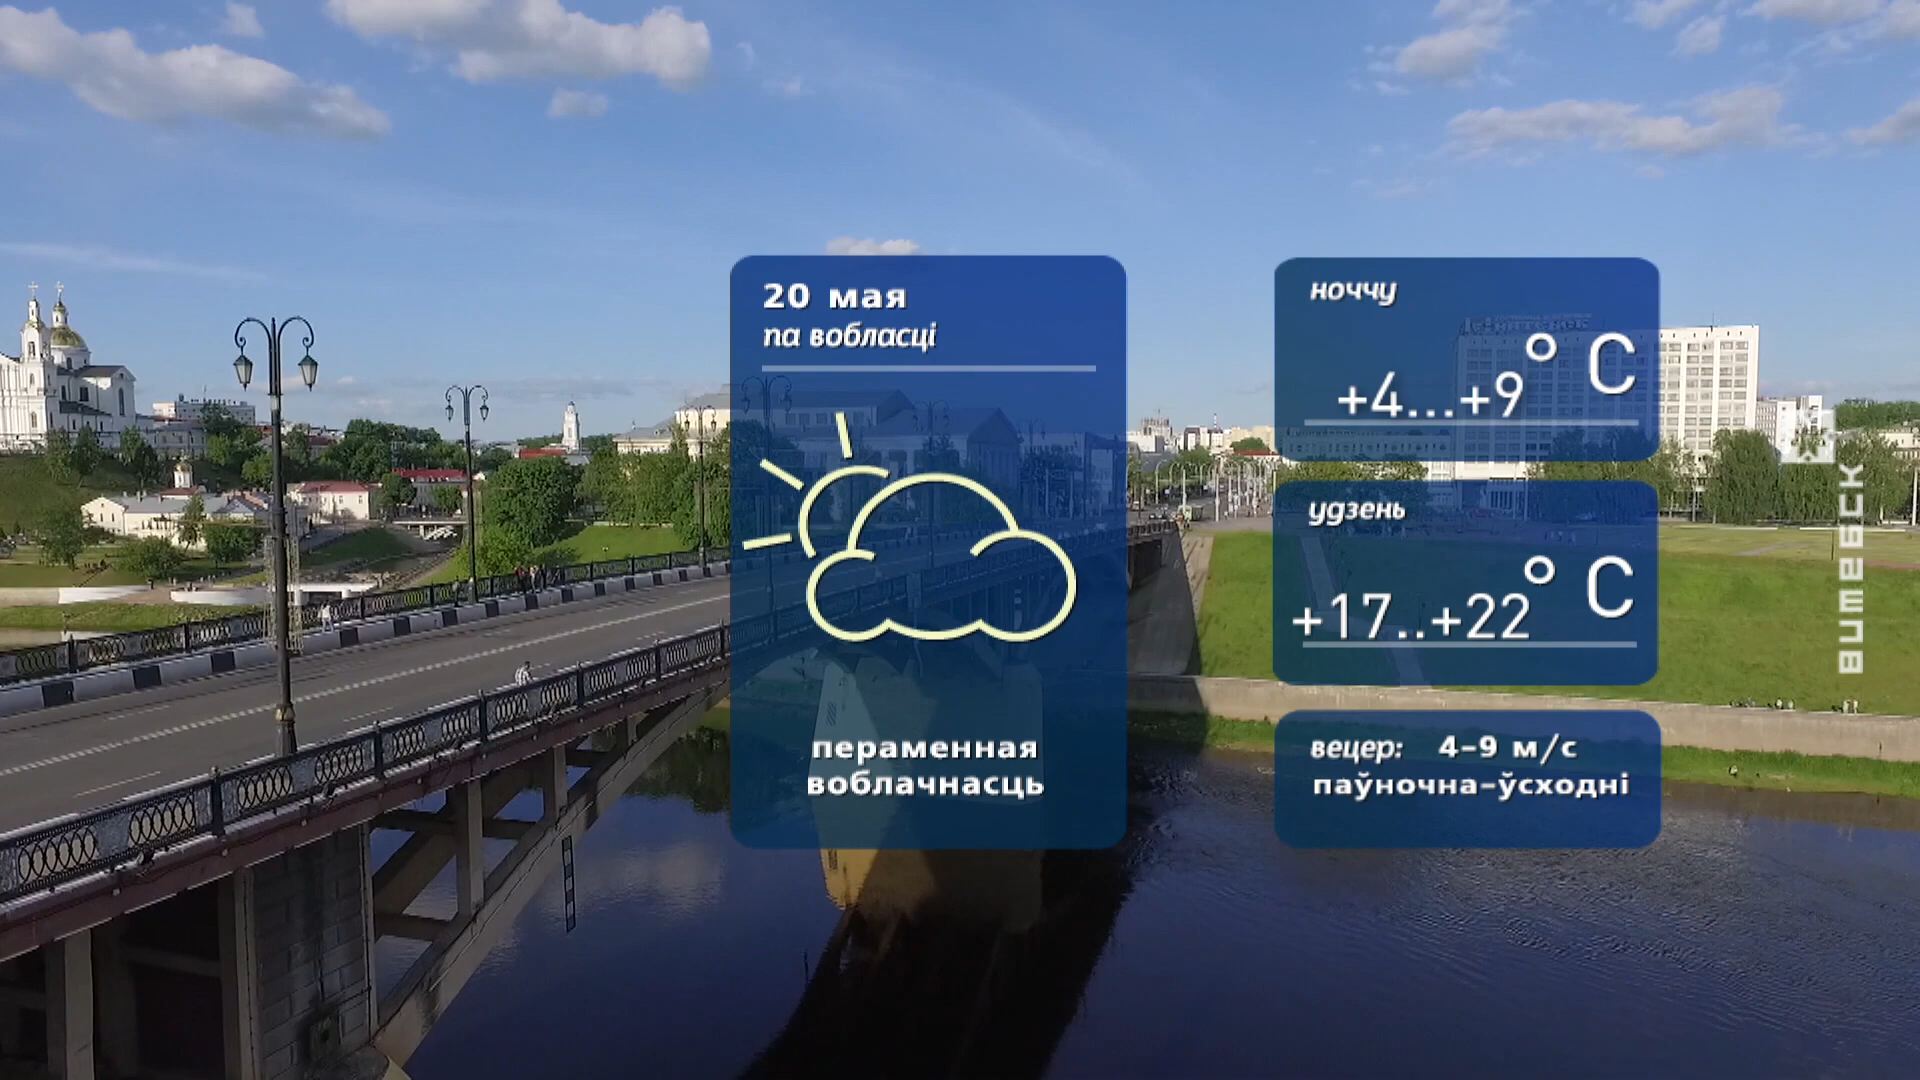 20 мая
па вобласці
пераменная
воблачнасць
ноччу
+4...+9° C
удзень
+17..+22° C
вецер: 4-9 м/с
паўночна-ўсходні
витебск